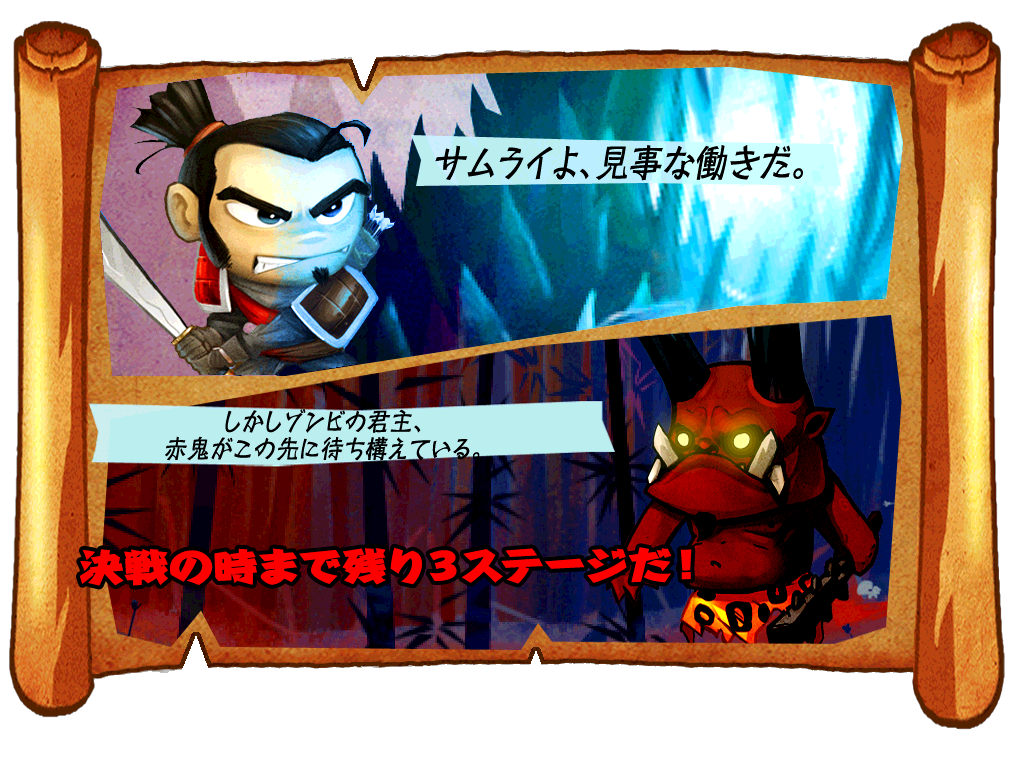 サムライよ、見事な働きだ。
しかしゾンビの君主、
赤鬼がこの先に待ち構えている。
決戦の時まで残り3ステージだ!